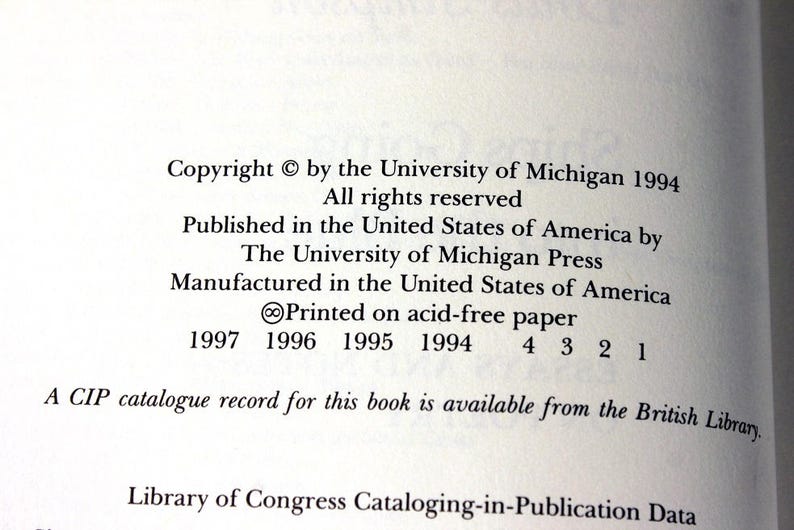 Copyright © by the University of Michigan 1994
All rights reserved
Published in the United States of America by
The University of Michigan Press
Manufactured in the United States of America
♾Printed on acid-free paper
1997 1996 1995 1994 4 3 2 1
A CIP catalogue record for this book is available from the British Library.
Library of Congress Cataloging-in-Publication Data